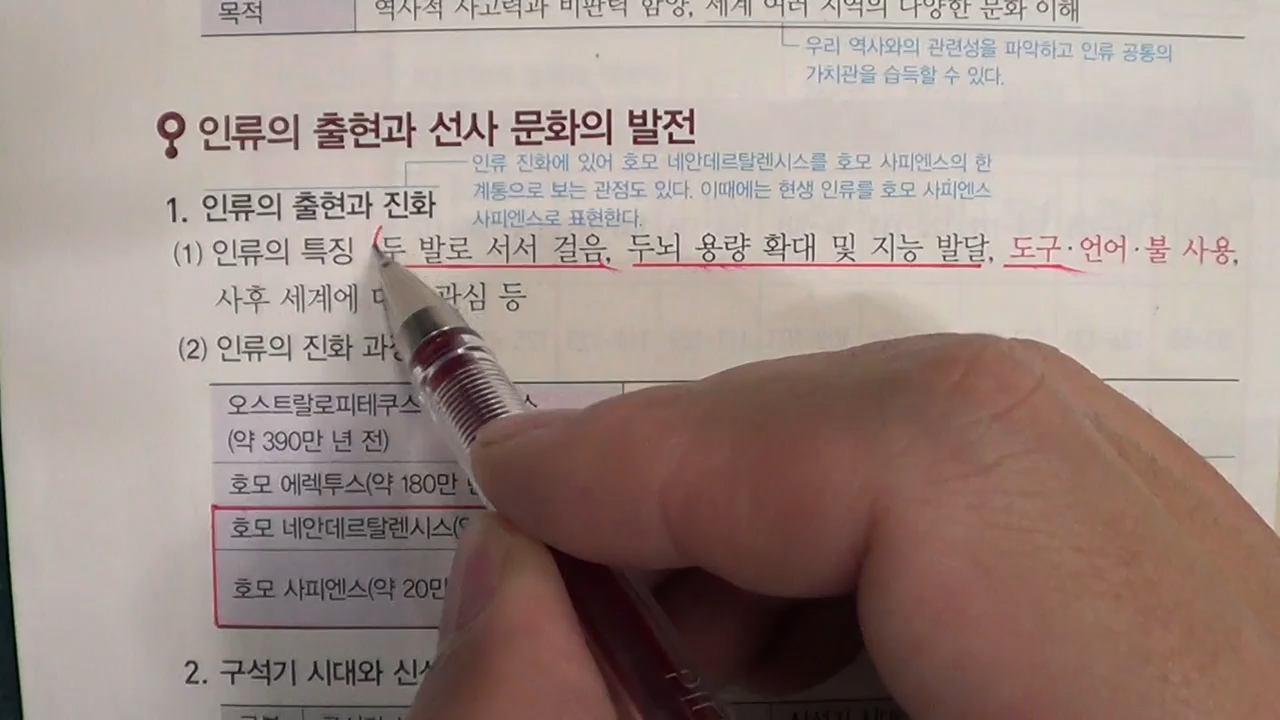 목적 역사적 사고력과 비판력 함양, 세계 여러 지역의 다양한 문화 이해
우리 역사와의 관련성을 파악하고 인류 공통의
가치관을 습득할 수 있다.
인류의 출현과 선사 문화의 발전
인류 진화에 있어 호모 네안데르탈렌시스를 호모 사피엔스의 한
계통으로 보는 관점도 있다. 이때에는 현생 인류를 호모 사피엔스
사피엔스로 표현한다.
1. 인류의 출현과 진화
(1) 인류의 특징 두 발로 서서 걸음, 두뇌 용량 확대 및 지능 발달, 도구·언어·불 사용,
사후 세계에 관심 등
(2) 인류의 진화
오스트랄로피테쿠스
(약 390만 년 전)
호모 에렉투스(약 180만
호모 네안데르탈렌시스(
호모 사피엔스(약 20만
2. 구석기 시대와